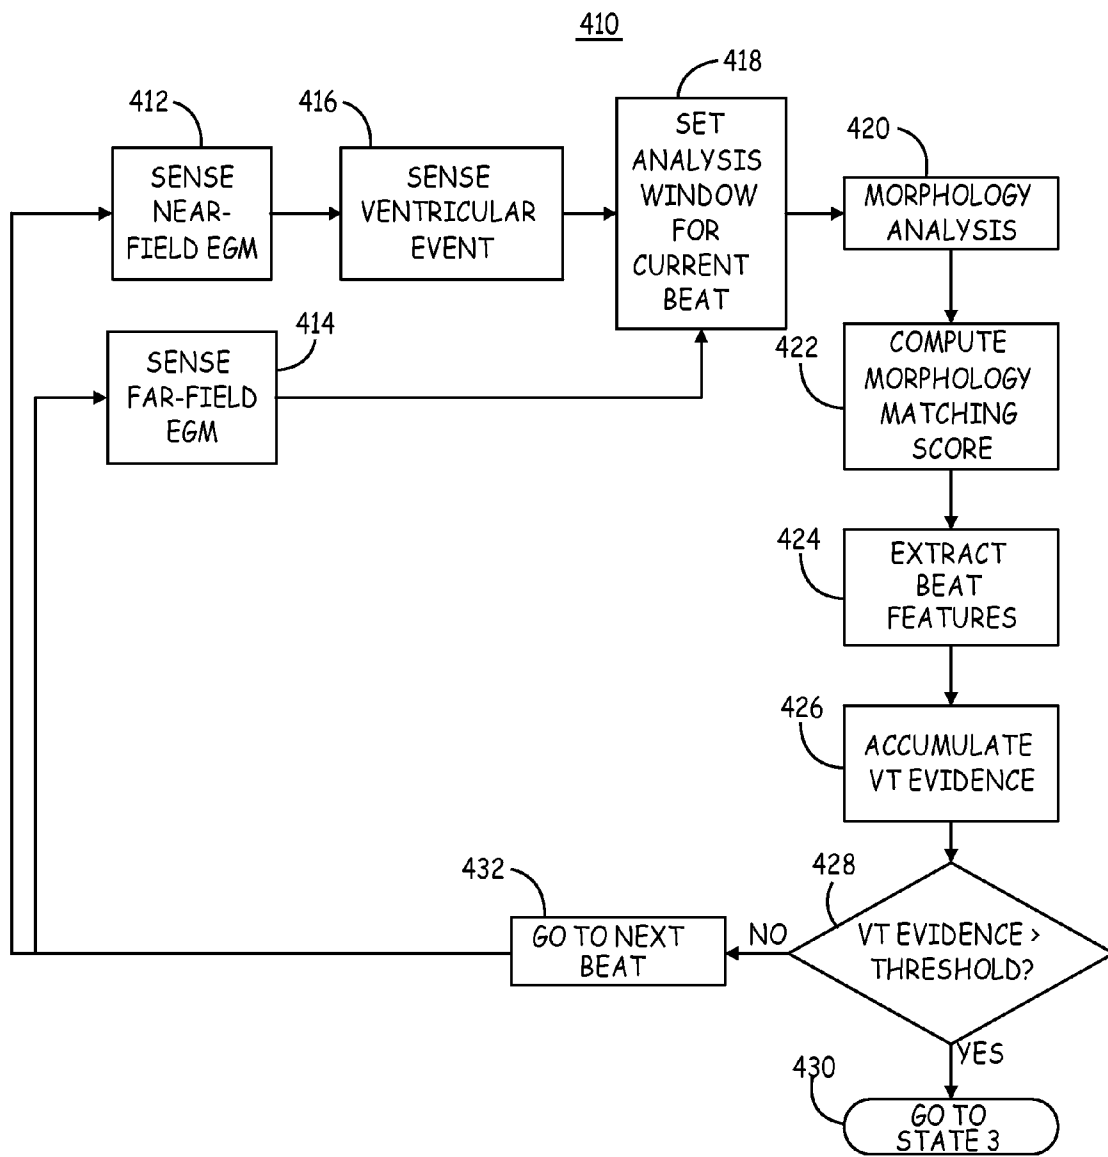 410
412
SENSE
NEAR-
FIELD EGM
416
SENSE
VENTRICULAR
EVENT
418
SET
ANALYSIS
WINDOW
FOR
CURRENT
BEAT
420
MORPHOLOGY
ANALYSIS
414
SENSE
FAR-FIELD
EGM
422
COMPUTE
MORPHOLOGY
MATCHING
SCORE
424
EXTRACT
BEAT
FEATURES
426
ACCUMULATE
VT EVIDENCE
428
VT EVIDENCE >
THRESHOLD?
NO
432
GO TO NEXT
BEAT
YES
430
GO TO
STATE 3